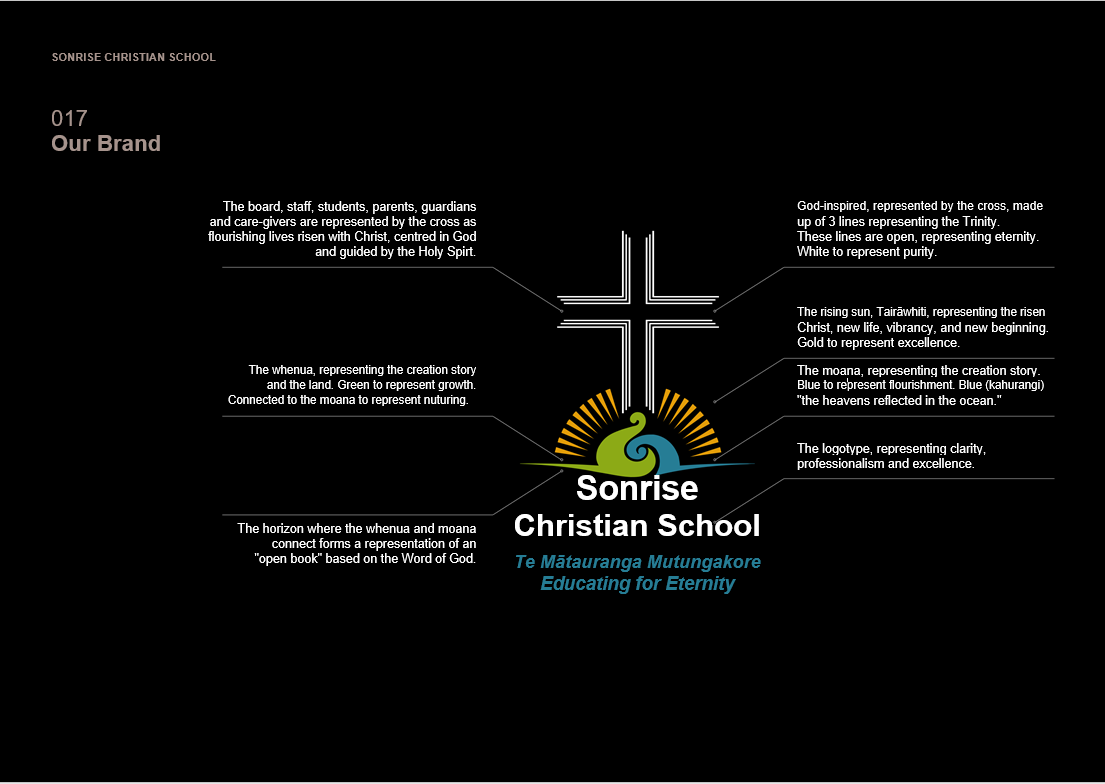 SONRISE CHRISTIAN SCHOOL
017
Our Brand
The board, staff, students, parents, guardians
and care-givers are represented by the cross as
flourishing lives risen with Christ, centred in God
and guided by the Holy Spirt.
The whenua, representing the creation story
and the land. Green to represent growth.
Connected to the moana to represent nuturing.
The horizon where the whenua and moana
connect forms a representation of an
"open book" based on the Word of God.
God-inspired, represented by the cross, made
up of 3 lines representing the Trinity.
These lines are open, representing eternity.
White to represent purity.
The rising sun, Tairāwhiti, representing the risen
Christ, new life, vibrancy, and new beginning.
Gold to represent excellence.
The moana, representing the creation story.
Blue to represent flourishment. Blue (kahurangi)
"the heavens reflected in the ocean."
The logotype, representing clarity,
professionalism and excellence.
Sonrise
Christian School
Te Mātauranga Mutungakore
Educating for Eternity